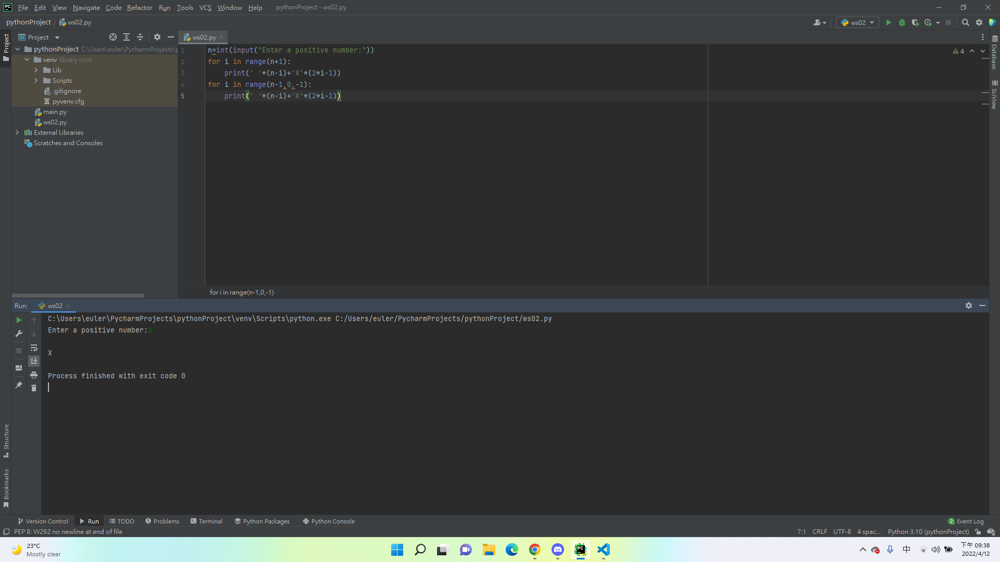 PC File Edit View Navigate Code Refactor Run Tools VCS Window Help pythonProject - ws02.py
pythonProject ws02.py
ws02
Project
Project
ws02.py
Database
SciView
pythonProject C:\Users\euler\PycharmProjects\p
venv library root
Lib
Scripts
.gitignore
pyvenv.cfg
main.py
ws02.py
External Libraries
Scratches and Consoles
1 n=int(input("Enter a positive number:"))
4
2 for i in range(n+1):
3 print(' '*(n-i)+'X'*(2*i-1))
4 for i in range(n-1,0,-1):
5 print(' '*(n-i)+'X'*(2*i-1))
for i in range(n-1,0,-1)
Run: ws02
C:\Users\euler\PycharmProjects\pythonProject\venv\Scripts\python.exe C:/Users/euler/PycharmProjects/pythonProject/ws02.py
Enter a positive number:1
X
Process finished with exit code 0
Structure
Bookmarks
Version Control Run TODO Problems Terminal Python Packages Python Console 2 Event Log
PEP 8: W292 no newline at end of file 7:1 CRLF UTF-8 4 spac... Python 3.10 (pythonProject)
23°C
Mostly clear
PC
中
下午 09:38
2022/4/12